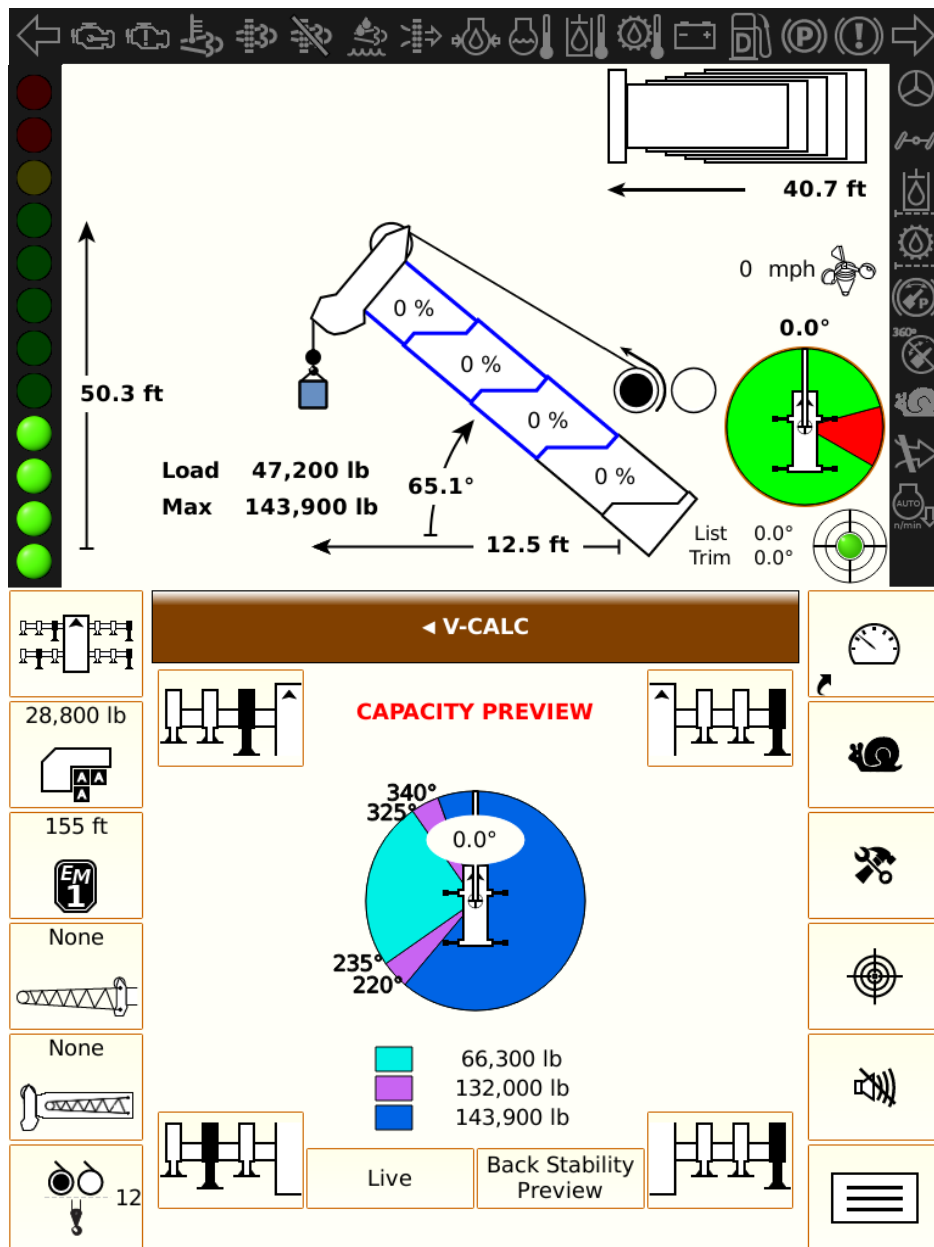 D
P
40.7 ft
0 mph
P
0.0°
360°
0 %
0 %
50.3 ft
0 %
Load 47,200 lb
65.1°
0 %
Max 143,900 lb
AUTO
n/min
12.5 ft
List 0.0°
Trim 0.0°
◄ V-CALC
28,800 lb
CAPACITY PREVIEW
A A
A
340°
325°
155 ft
0.0°
EM
1
None
235°
220°
None
66,300 lb
132,000 lb
143,900 lb
Live
Back Stability
Preview
12